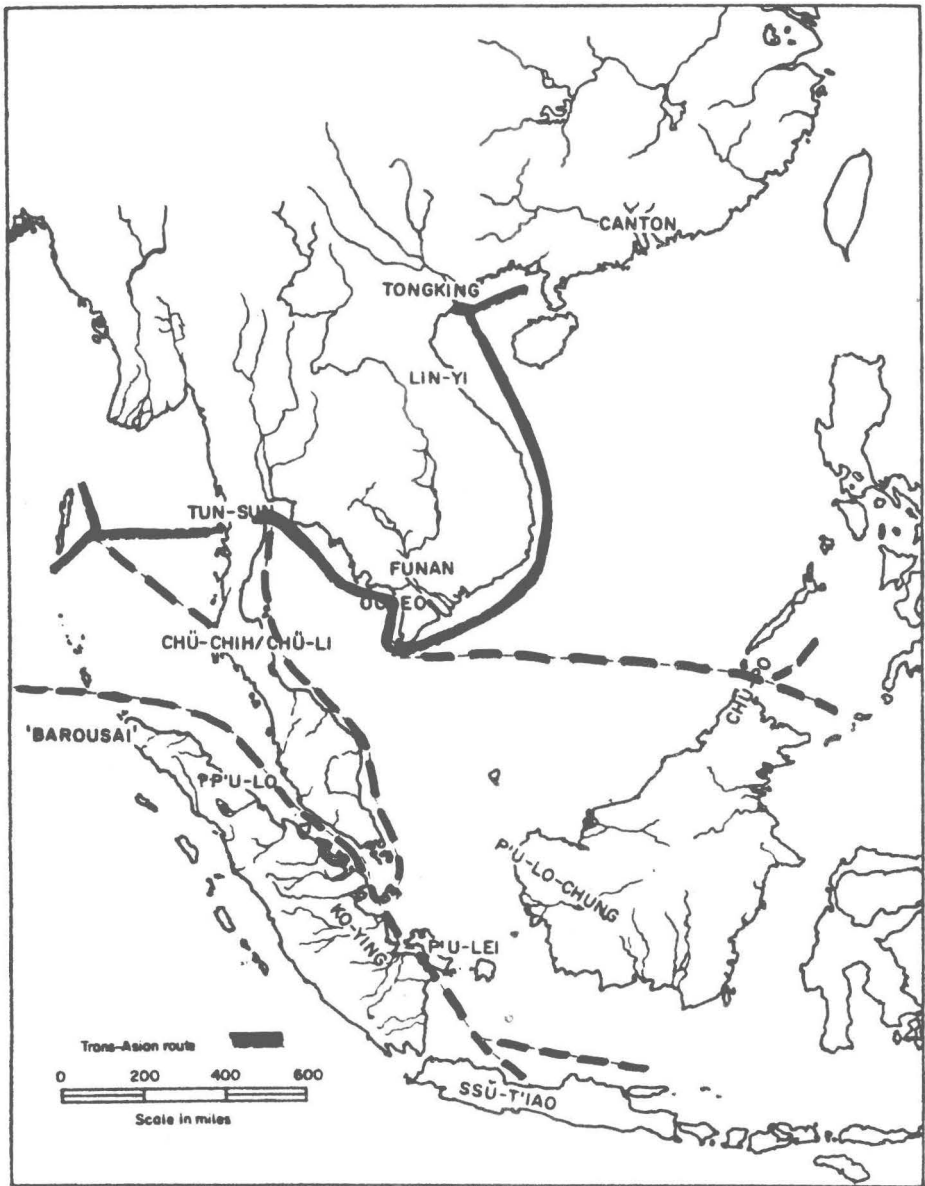 CANTON
TONGKING
LIN-YI
TUN-SUN
FUNAN
OC EO
CHÜ-CHIH/CHÜ-LI
CHU-PO
'BAROUSAI'
?P'U-LO
P'U-LO-CHUNG
KO-YING
P'U-LEI
Trans-Asian route
0 200 400 600
Scale in miles
SSŬ-T'IAO